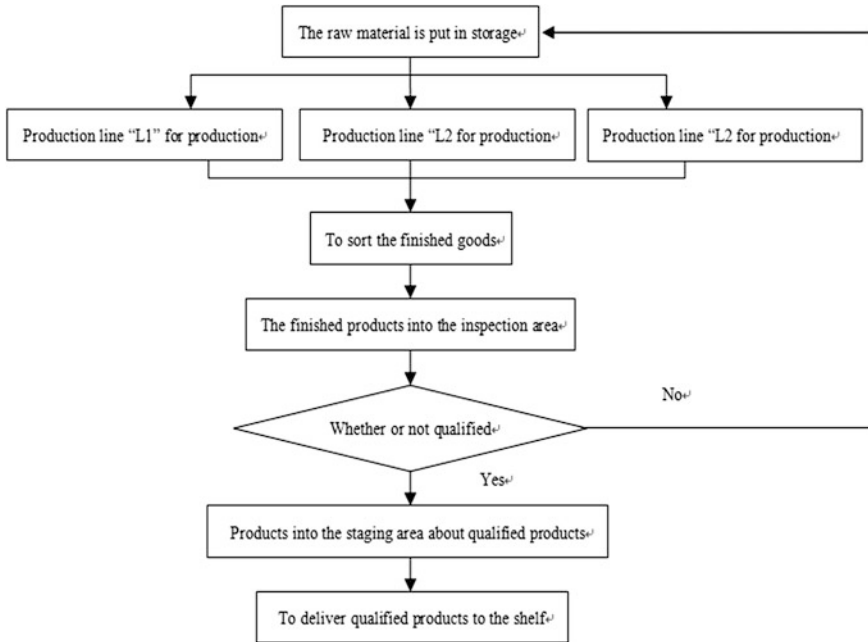 The raw material is put in storage↵
Production line “L1” for production↵
Production line “L2 for production
Production line “L2 for production
To sort the finished goods↵
The finished products into the inspection area
No↵
Whether or not qualified↵
Yes↵
Products into the staging area about qualified products↵
To deliver qualified products to the shelf↵